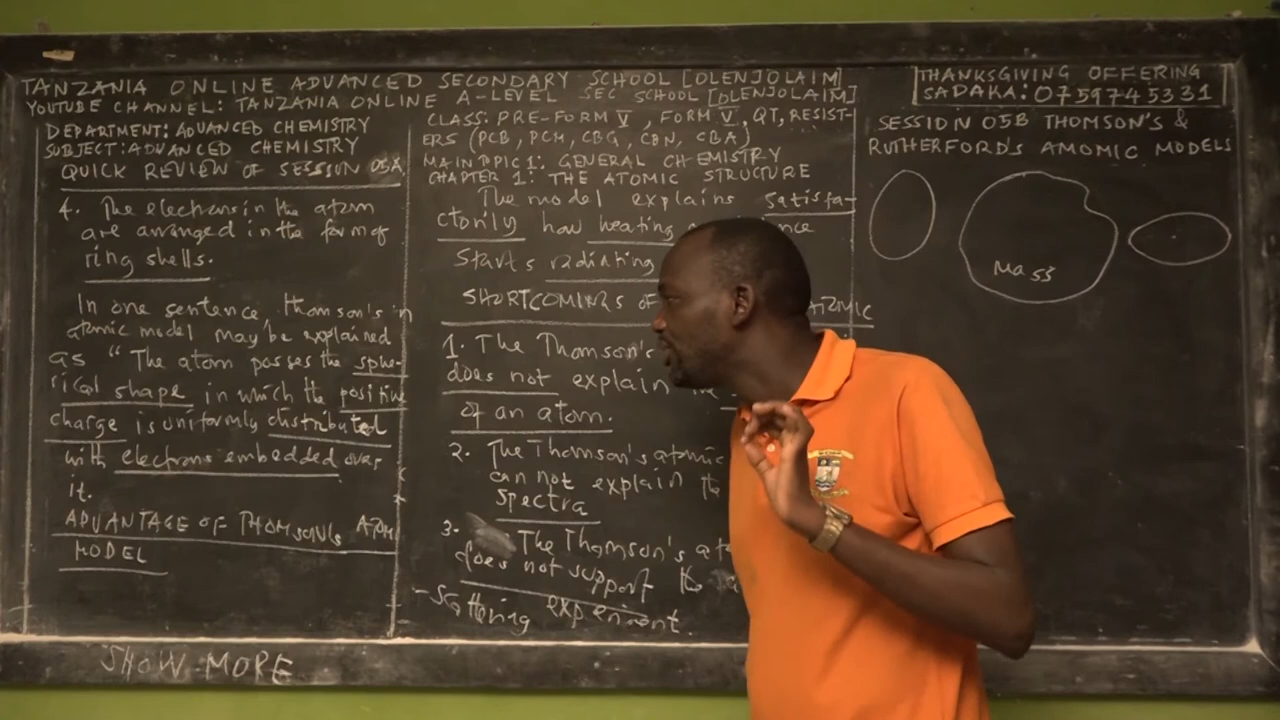 TANZANIA ONLINE ADVANCED SECONDARY SCHOOL [OLENJOLAIM]
YOUTUBE CHANNEL: TANZANIA ONLINE A-LEVEL SEC SCHOOL [OLENJOLAIM]
THANKSGIVING OFFERING
SADAKA: 0759745331
DEPARTMENT: ADVANCED CHEMISTRY
SUBJECT: ADVANCED CHEMISTRY
QUICK REVIEW OF SESSION 05A
4. The electrons in the atom
are arranged in the form of
ring shells.
In one sentence thomson's
atomic model may be explained
as " The atom posses the sphe-
rical shape in which the positive
charge is uniformly distributed
with electrons embedded over
it.
ADVANTAGE OF THOMSON'S ATOM
MODEL
CLASS: PRE-FORM V, FORM V, QT, RESIST-
ERS (PCB, PCM, CBG, CBN, CBA)
MAIN TOPIC 1: GENERAL CHEMISTRY
CHAPTER 1: THE ATOMIC STRUCTURE
The model explains satisfa-
ctorily how heating
starts radiating
SHORTCOMINGS OF ATOMIC
1. The Thomson's
does not explain
of an atom.
2. The Thomson's atomic
can not explain the
spectra
3. The Thomson's
does not support the
-Scattering experiment.
SESSION 05B THOMSON'S &
RUTHERFORD'S AMOMIC MODELS
Mass
SHOW MORE